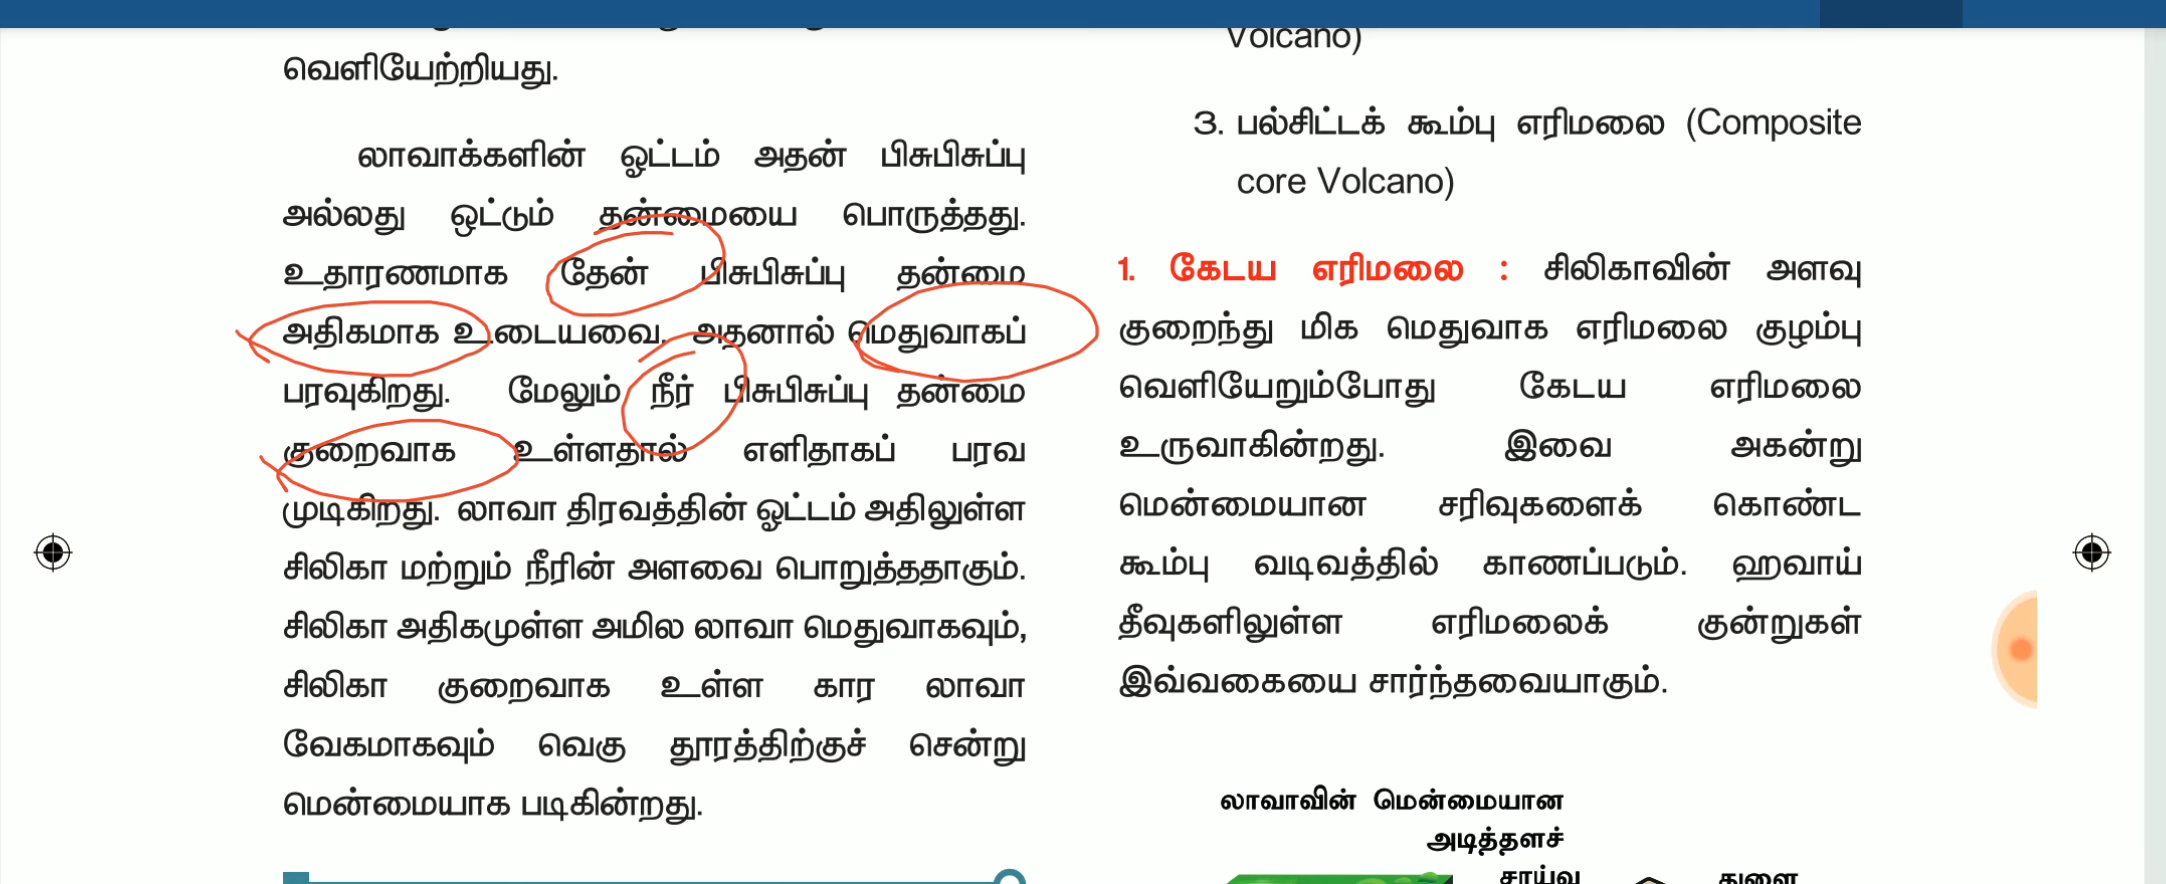 வெளியேற்றியது.
லாவாக்களின் ஓட்டம் அதன் பிசுபிசுப்பு
அல்லது ஒட்டும் தன்மையை பொருத்தது.
உதாரணமாக தேன் பிசுபிசுப்பு தன்மை
அதிகமாக உடையவை. அதனால் மெதுவாகப்
பரவுகிறது. மேலும் நீர் பிசுபிசுப்பு தன்மை
குறைவாக உள்ளதால் எளிதாகப் பரவ
முடிகிறது. லாவா திரவத்தின் ஓட்டம் அதிலுள்ள
சிலிகா மற்றும் நீரின் அளவை பொறுத்ததாகும்.
சிலிகா அதிகமுள்ள அமில லாவா மெதுவாகவும்,
சிலிகா குறைவாக உள்ள கார லாவா
வேகமாகவும் வெகு தூரத்திற்குச் சென்று
மென்மையாக படிகின்றது.
Volcano)
3. பல்சிட்டக் கூம்பு எரிமலை (Composite
core Volcano)
1. கேடய எரிமலை : சிலிகாவின் அளவு
குறைந்து மிக மெதுவாக எரிமலை குழம்பு
வெளியேறும்போது கேடய எரிமலை
உருவாகின்றது. இவை அகன்று
மென்மையான சரிவுகளைக் கொண்ட
கூம்பு வடிவத்தில் காணப்படும். ஹவாய்
தீவுகளிலுள்ள எரிமலைக் குன்றுகள்
இவ்வகையை சார்ந்தவையாகும்.
லாவாவின் மென்மையான
அடித்தளச்
சாய்வு
துளை